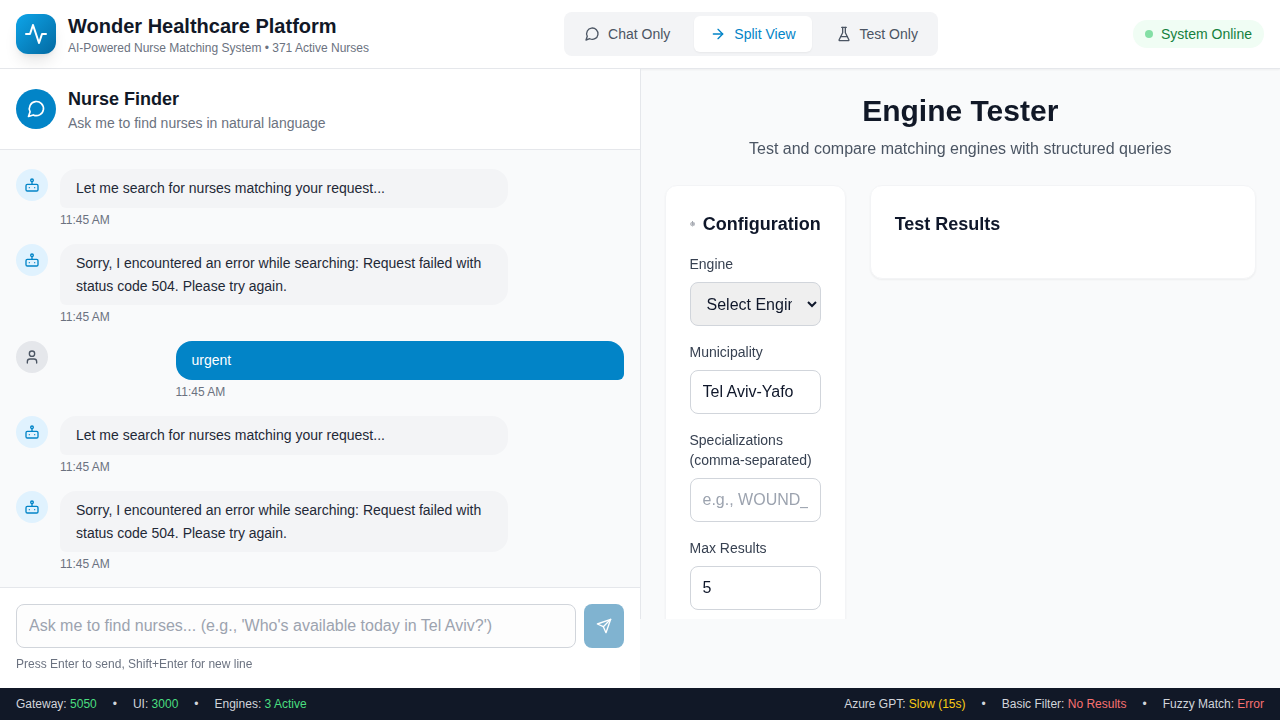 Wonder Healthcare Platform
AI-Powered Nurse Matching System • 371 Active Nurses
Chat Only
Split View
Test Only
System Online
Nurse Finder
Ask me to find nurses in natural language
Let me search for nurses matching your request...
11:45 AM
Sorry, I encountered an error while searching: Request failed with
status code 504. Please try again.
11:45 AM
urgent
11:45 AM
Let me search for nurses matching your request...
11:45 AM
Sorry, I encountered an error while searching: Request failed with
status code 504. Please try again.
11:45 AM
Ask me to find nurses... (e.g., 'Who's available today in Tel Aviv?')
Press Enter to send, Shift+Enter for new line
Engine Tester
Test and compare matching engines with structured queries
Configuration
Engine
Select Engir
Municipality
Tel Aviv-Yafo
Specializations
(comma-separated)
e.g., WOUND_
Max Results
5
Test Results
Gateway: 5050 • UI: 3000 • Engines: 3 Active
Azure GPT: Slow (15s) • Basic Filter: No Results • Fuzzy Match: Error